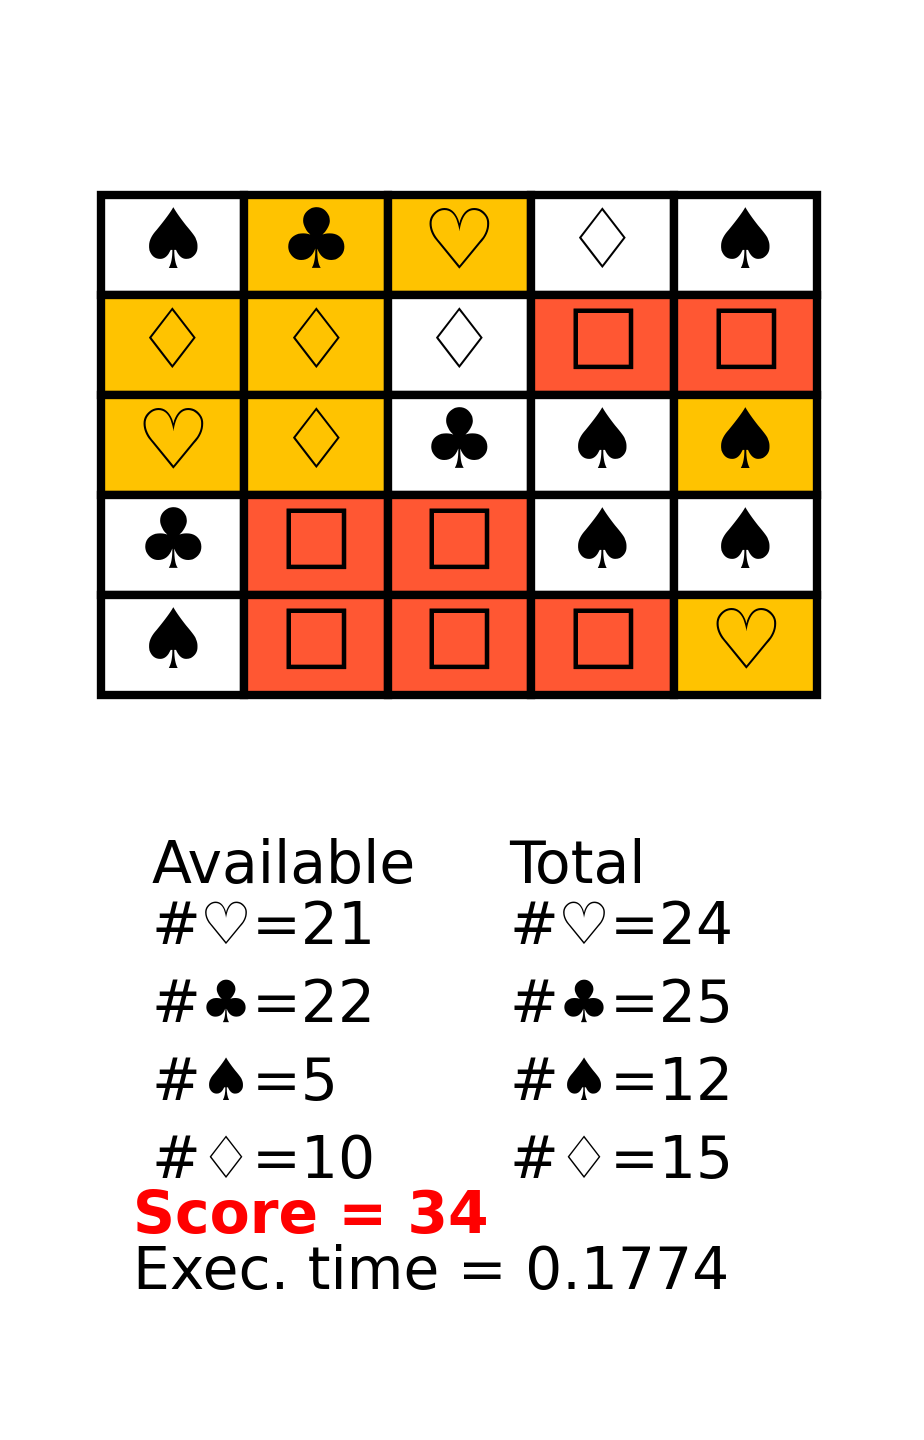 ♠ ♣ ♡ ♢ ♠
♢ ♢ ♢ □ □
♡ ♢ ♣ ♠ ♠
♣ □ □ ♠ ♠
♠ □ □ □ ♡
Available Total
#♡=21 #♡=24
#♣=22 #♣=25
#♠=5 #♠=12
#♢=10 #♢=15
Score = 34
Exec. time = 0.1774